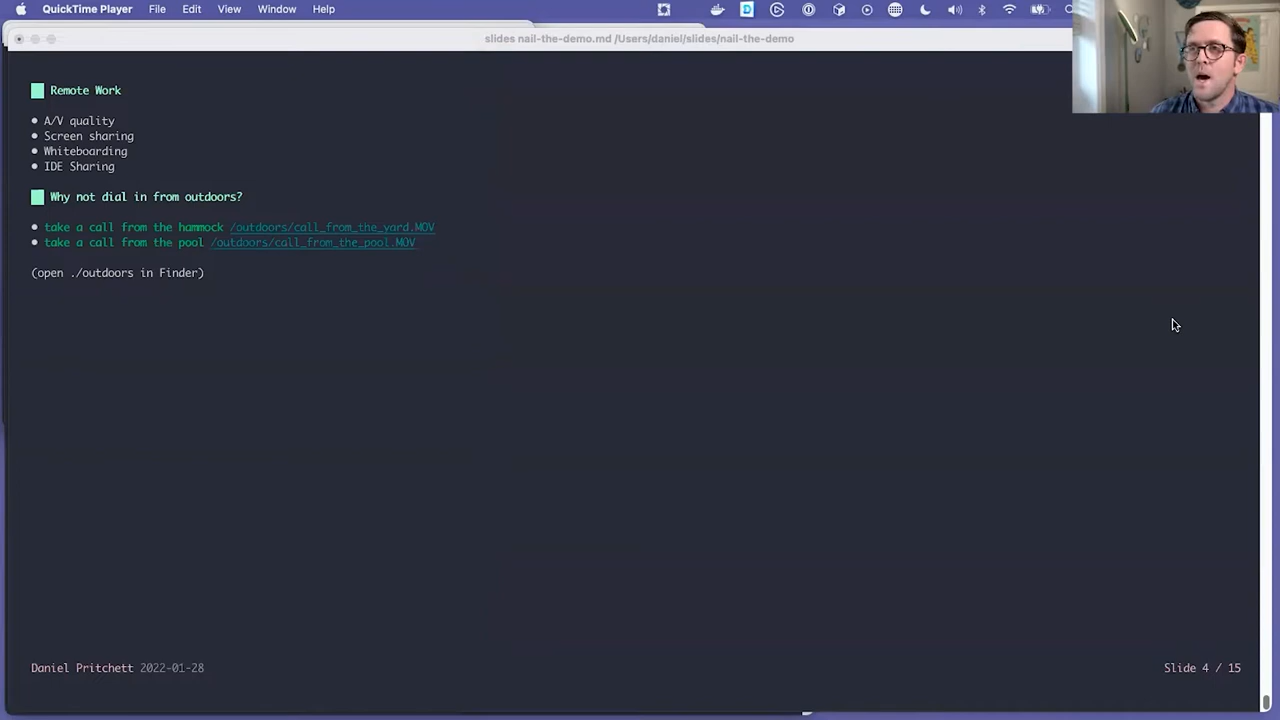 QuickTime Player File Edit View Window Help
slides nail-the-demo.md /Users/daniel/slides/nail-the-demo
Remote Work
• A/V quality
• Screen sharing
• Whiteboarding
• IDE Sharing
Why not dial in from outdoors?
• take a call from the hammock /outdoors/call_from_the_yard.MOV
• take a call from the pool /outdoors/call_from_the_pool.MOV
(open ./outdoors in Finder)
Daniel Pritchett 2022-01-28
Slide 4 / 15